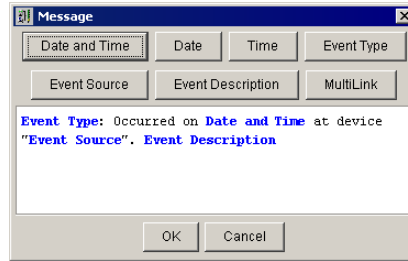 Message
Date and Time Date Time Event Type
Event Source Event Description MultiLink
Event Type: Occurred on Date and Time at device
"Event Source". Event Description
OK Cancel